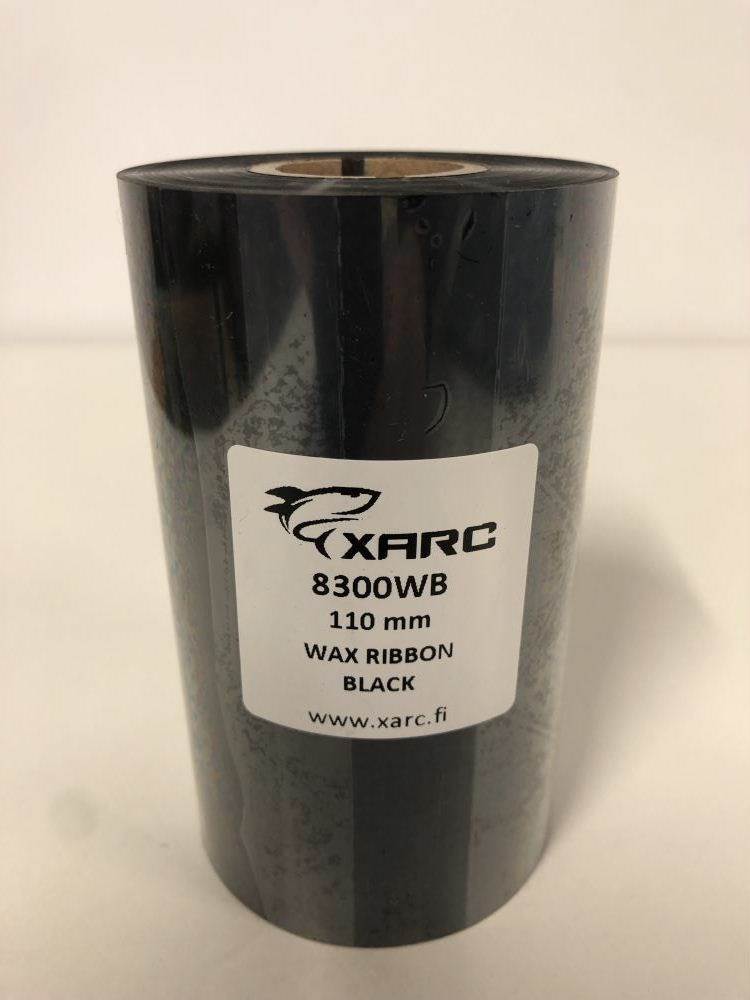 XARC
8300WB
110 mm
WAX RIBBON
BLACK
www.xarc.fi